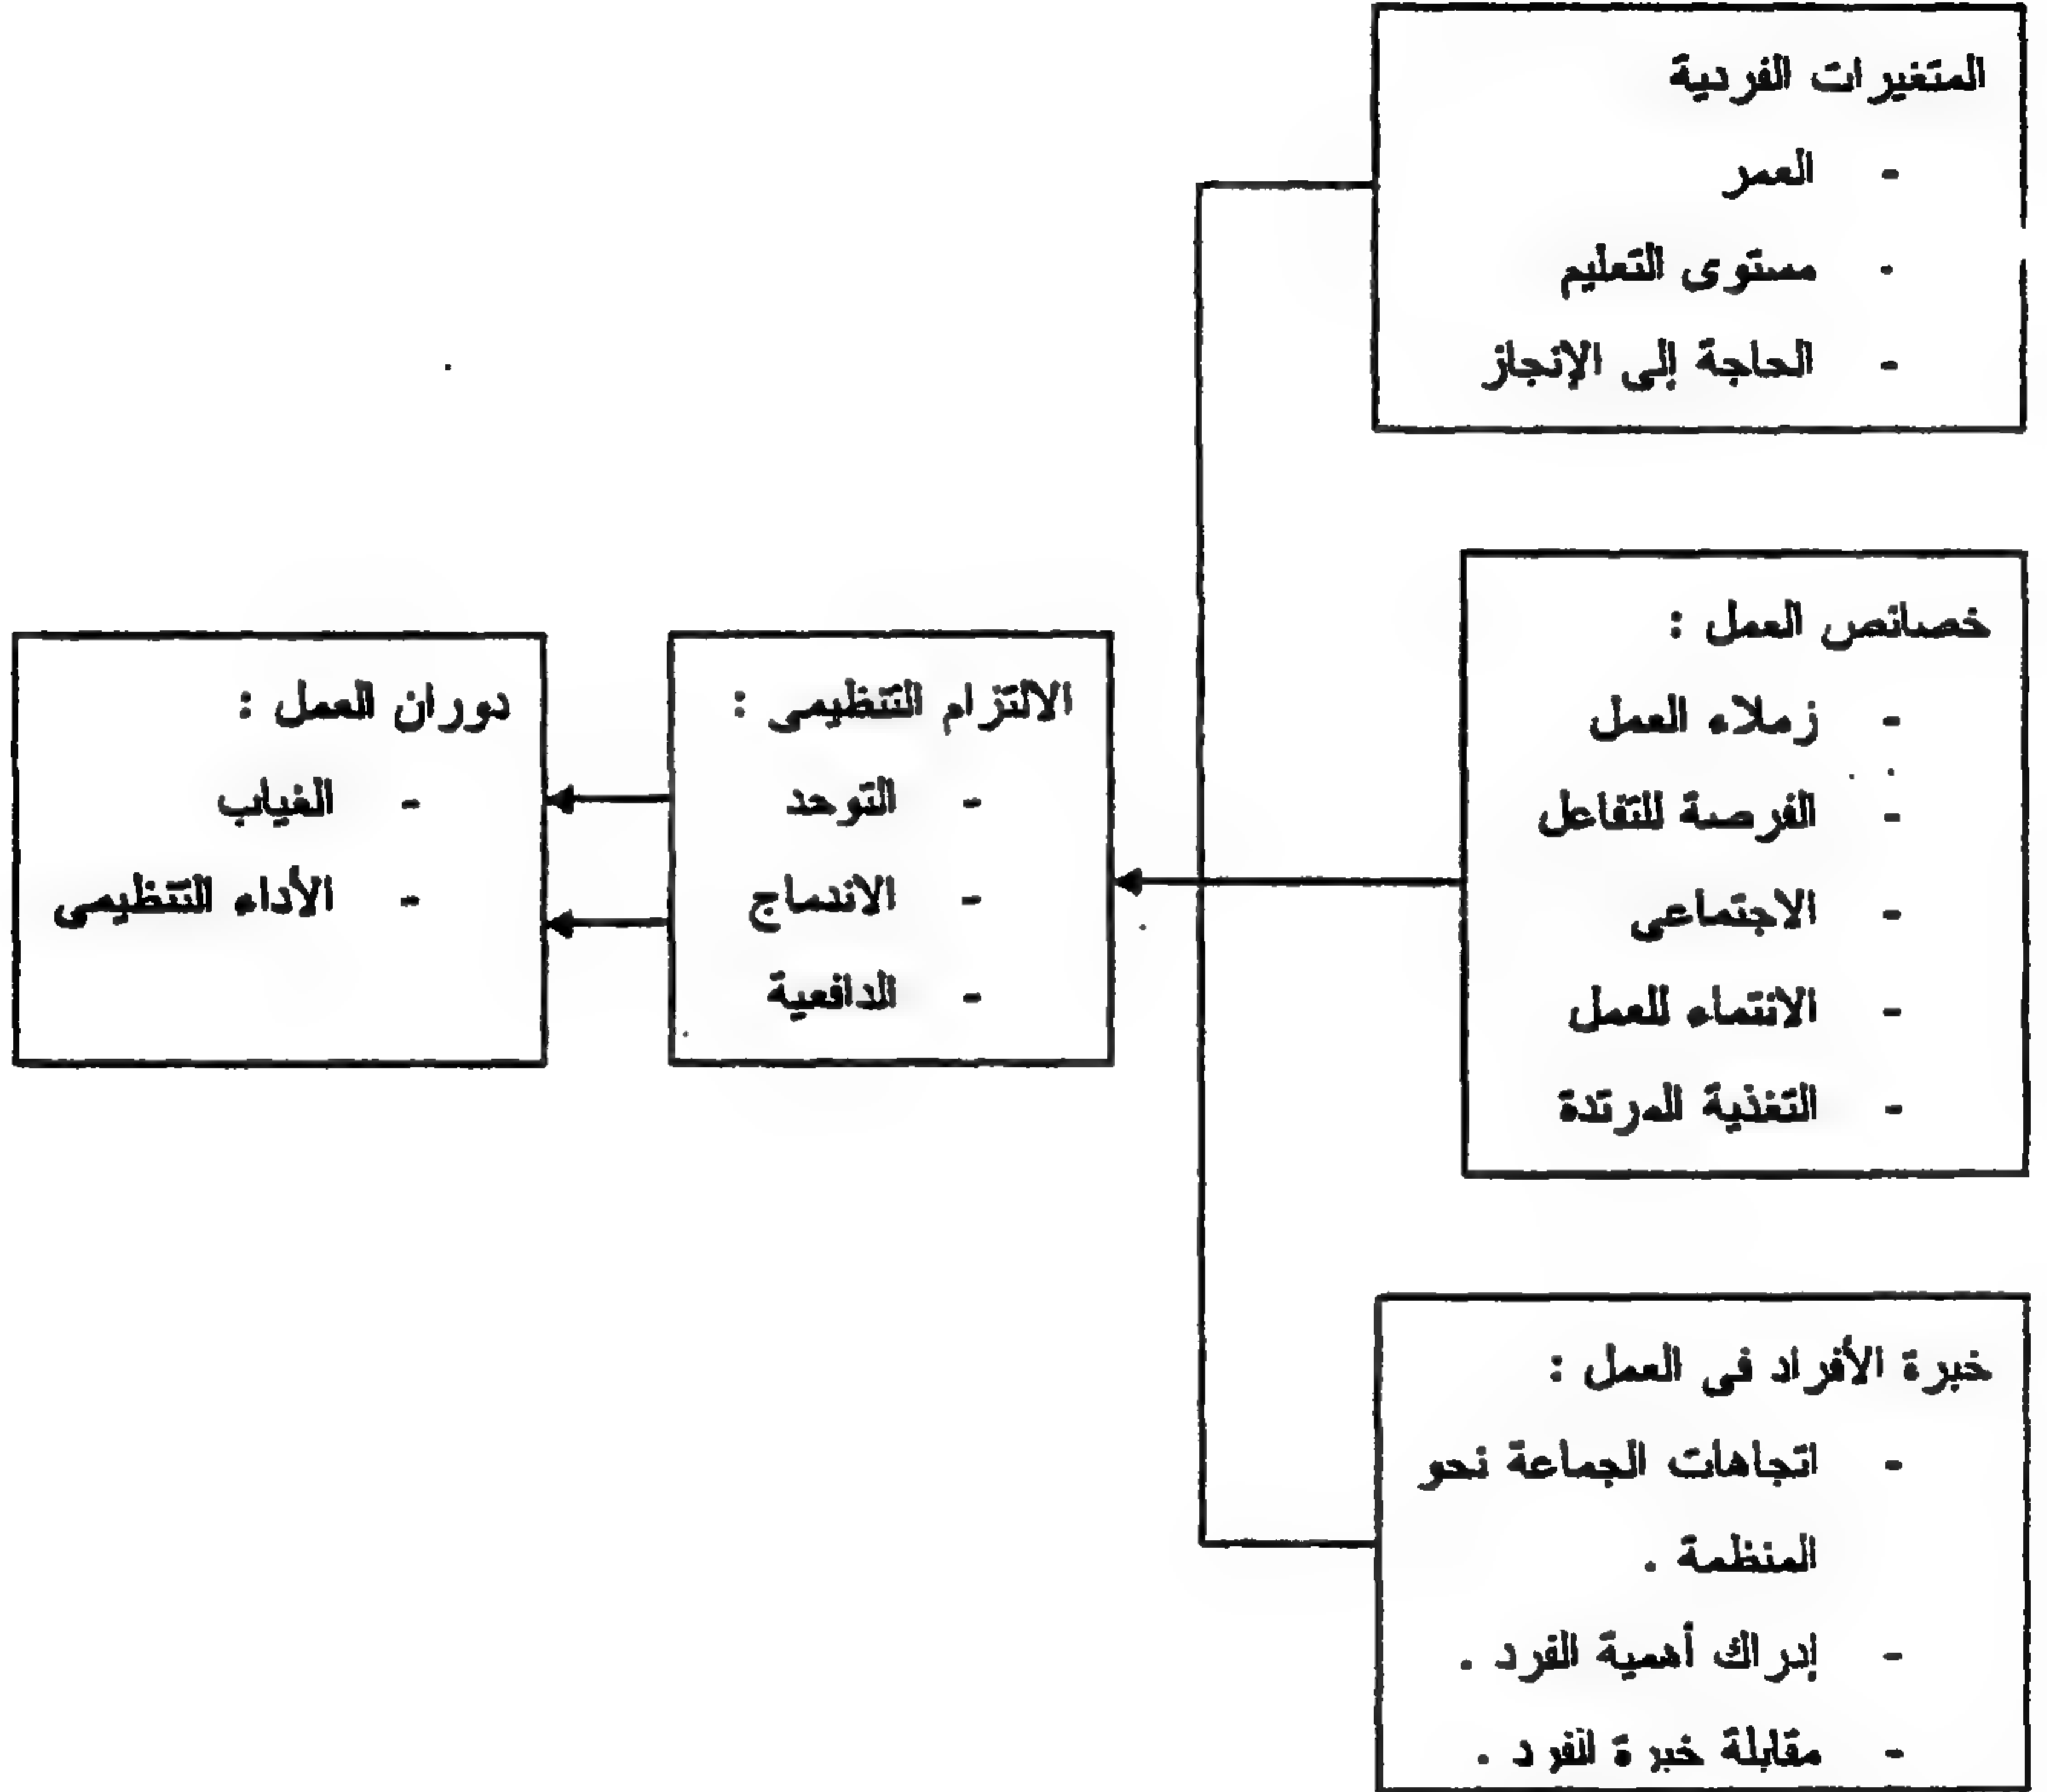 المتغيرات الفردية
- العمر
- مستوى التعليم
- الحاجة إلى الإنجاز
خصائص العمل :
- زملاء العمل
- الفرصة للتفاعل
- الاجتماعى
- الانتماء للعمل
- التغذية المرتدة
خبرة الأفراد فى العمل :
- اتجاهات الجماعة نحو
المنظمة .
- إدراك أهمية الفرد .
- مقابلة خبرة الفرد .
الالتزام التنظيمى :
- التوحد
- الاندماج
- الدافعية
دوران العمل :
- الغياب
- الأداء التنظيمى